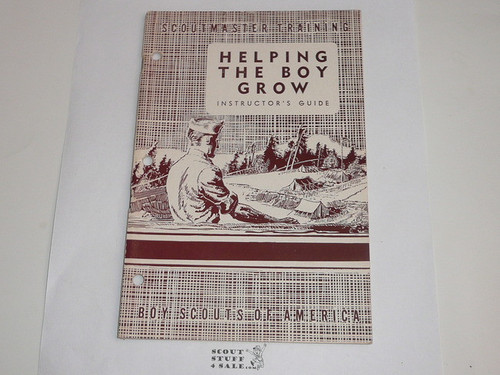 SCOUTMASTER TRAINING
HELPING
THE BOY
GROW
INSTRUCTOR'S GUIDE
BOY SCOUTS OF AMERICA
SCOUT
STUFF
4 SALE